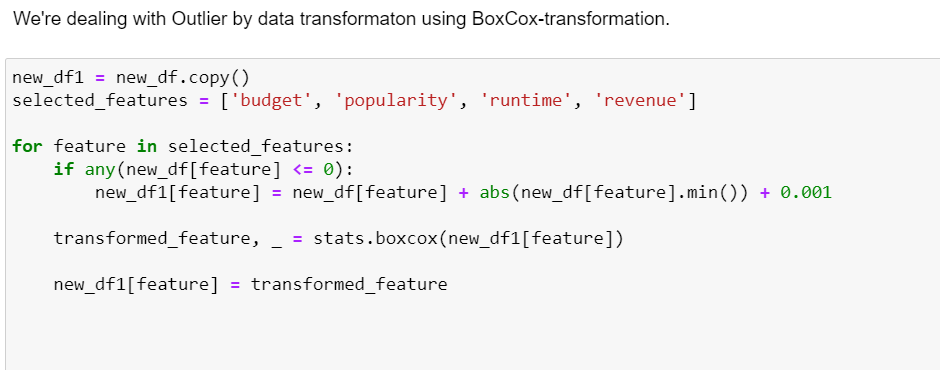 We're dealing with Outlier by data transformaton using BoxCox-transformation.
new_df1 = new_df.copy()
selected_features = ['budget', 'popularity', 'runtime', 'revenue']
for feature in selected_features:
    if any(new_df[feature] <= 0):
        new_df1[feature] = new_df[feature] + abs(new_df[feature].min()) + 0.001
    transformed_feature, _ = stats.boxcox(new_df1[feature])
    new_df1[feature] = transformed_feature